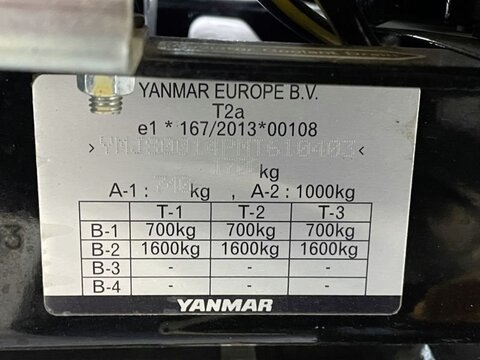 YANMAR EUROPE B.V.
T2a
e1 * 167/2013*00108
kg
A-1 : kg , A-2 : 1000kg
T-1 T-2 T-3
B-1 700kg 700kg 700kg
B-2 1600kg 1600kg 1600kg
B-3 - - -
B-4 - - -
YANMAR
3